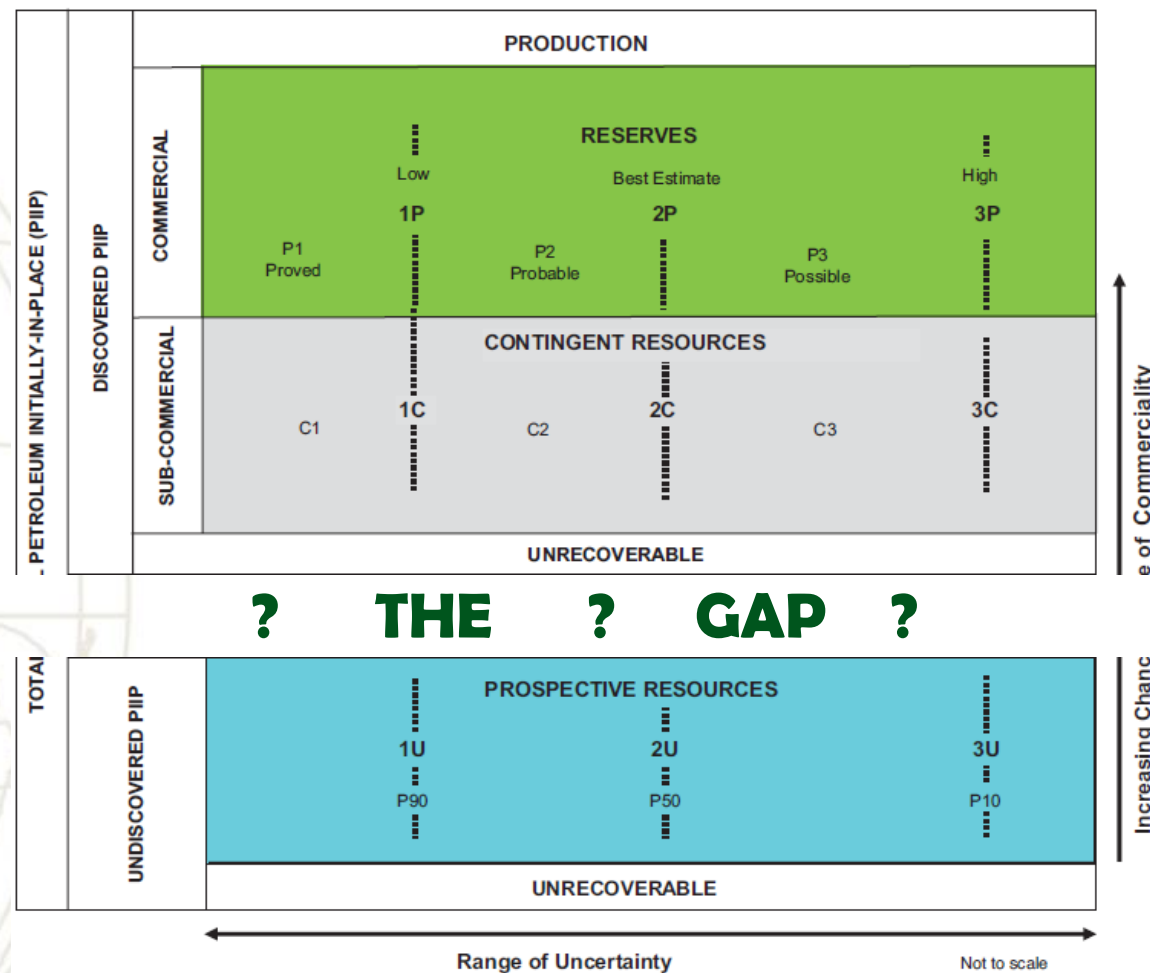 PRODUCTION
RESERVES
Low
Best Estimate
High
1P
2P
3P
P1
Proved
P2
Probable
P3
Possible
COMMERCIAL
CONTINGENT RESOURCES
1C
2C
3C
C1
C2
C3
SUB-COMMERCIAL
DISCOVERED PIIP
PETROLEUM INITIALLY-IN-PLACE (PIIP)
UNRECOVERABLE
? THE ? GAP ?
PROSPECTIVE RESOURCES
1U
2U
3U
P90
P50
P10
UNDISCOVERED PIIP
UNRECOVERABLE
of Commerciality
Increasing
Range of Uncertainty
Not to scale